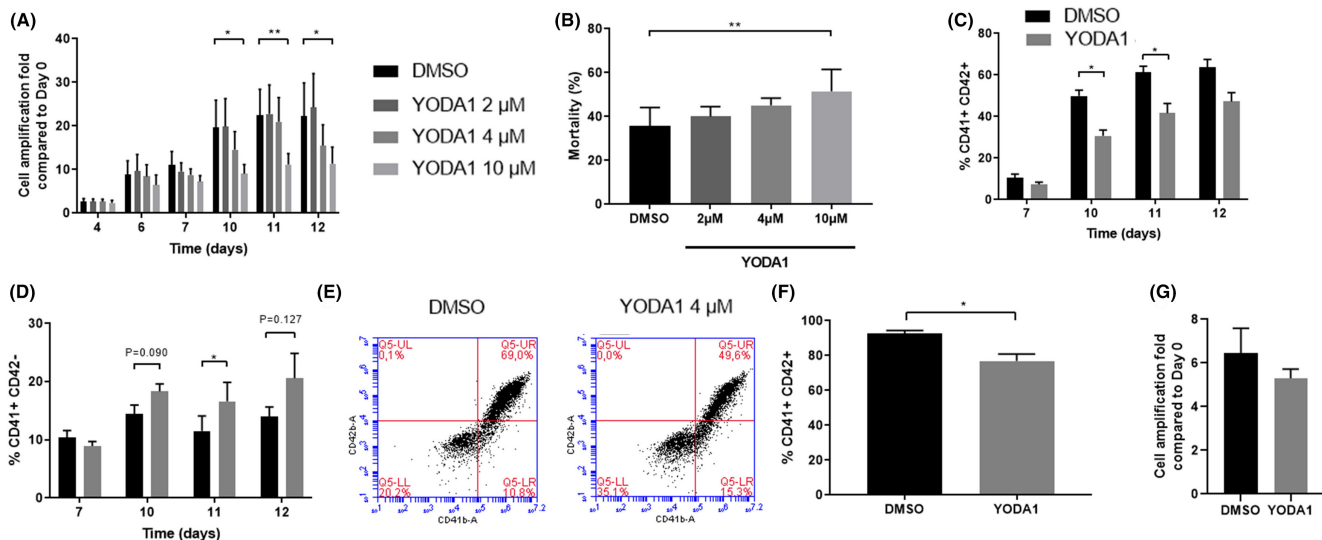 (A)
Cell amplification fold
compared to Day 0
40
30
20
10
0
4 6 7 10 11 12
Time (days)
* ** *
DMSO
YODA1 2 µM
YODA1 4 µM
YODA1 10 µM
(B)
Mortality (%)
80
60
40
20
0
**
DMSO 2µM 4µM 10µM
YODA1
(C)
DMSO
YODA1
% CD41+ CD42+
80
60
40
20
0
* *
7 10 11 12
Time (days)
(D)
% CD41+ CD42-
30
20
10
0
P=0.090 * P=0.127
7 10 11 12
Time (days)
(E)
DMSO
Q5-UL Q5-UR
0,1% 69,0%
Q5-LL Q5-LR
20,2% 10,8%
CD42b-A
CD41b-A
YODA1 4 µM
Q5-UL Q5-UR
0,0% 49,6%
Q5-LL Q5-LR
35,1% 15,3%
CD42b-A
CD41b-A
(F)
% CD41+ CD42+
100
80
60
40
20
0
*
DMSO YODA1
(G)
Cell amplification fold
compared to Day 0
8
6
4
2
0
DMSO YODA1